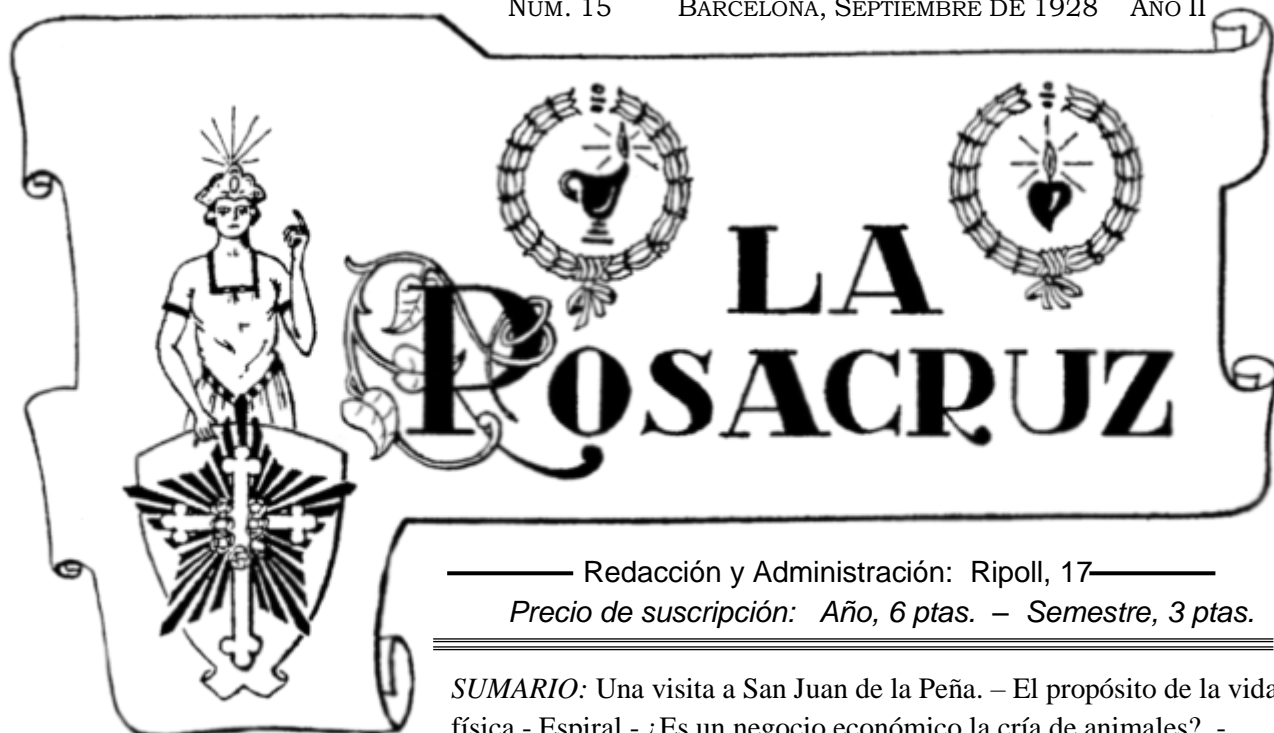 NÚM. 15 BARCELONA, SEPTIEMBRE DE 1928 AÑO II
LA
ROSACRUZ
Redacción y Administración: Ripoll, 17
Precio de suscripción: Año, 6 ptas. – Semestre, 3 ptas.
SUMARIO: Una visita a San Juan de la Peña. – El propósito de la vida
física - Espiral - ¿Es un negocio económico la cría de animales? -